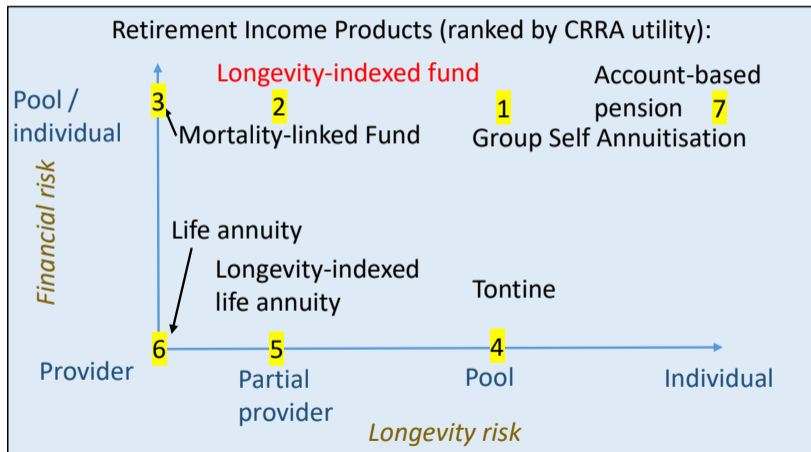 Retirement Income Products (ranked by CRRA utility):
Longevity-indexed fund
Account-based
pension
Pool /
individual
3
2
1
7
Mortality-linked Fund
Group Self Annuitisation
Financial risk
Life annuity
Longevity-indexed
life annuity
Tontine
6
5
4
Provider
Partial
provider
Pool
Individual
Longevity risk